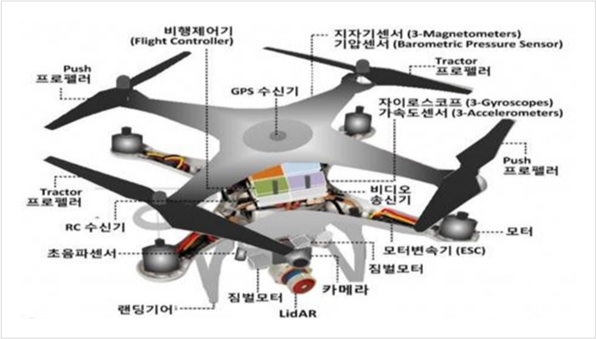 비행제어기
(Flight Controller)
지자기센서 (3-Magnetometers)
기압센서 (Barometric Pressure Sensor)
Push
프로펠러
Tractor
프로펠러
GPS 수신기
자이로스코프 (3-Gyroscopes)
가속도센서 (3-Accelerometers)
Push
프로펠러
Tractor
프로펠러
비디오
송신기
RC 수신기
모터
초음파센서
모터변속기 (ESC)
짐벌모터
카메라
짐벌모터
랜딩기어
LidAR